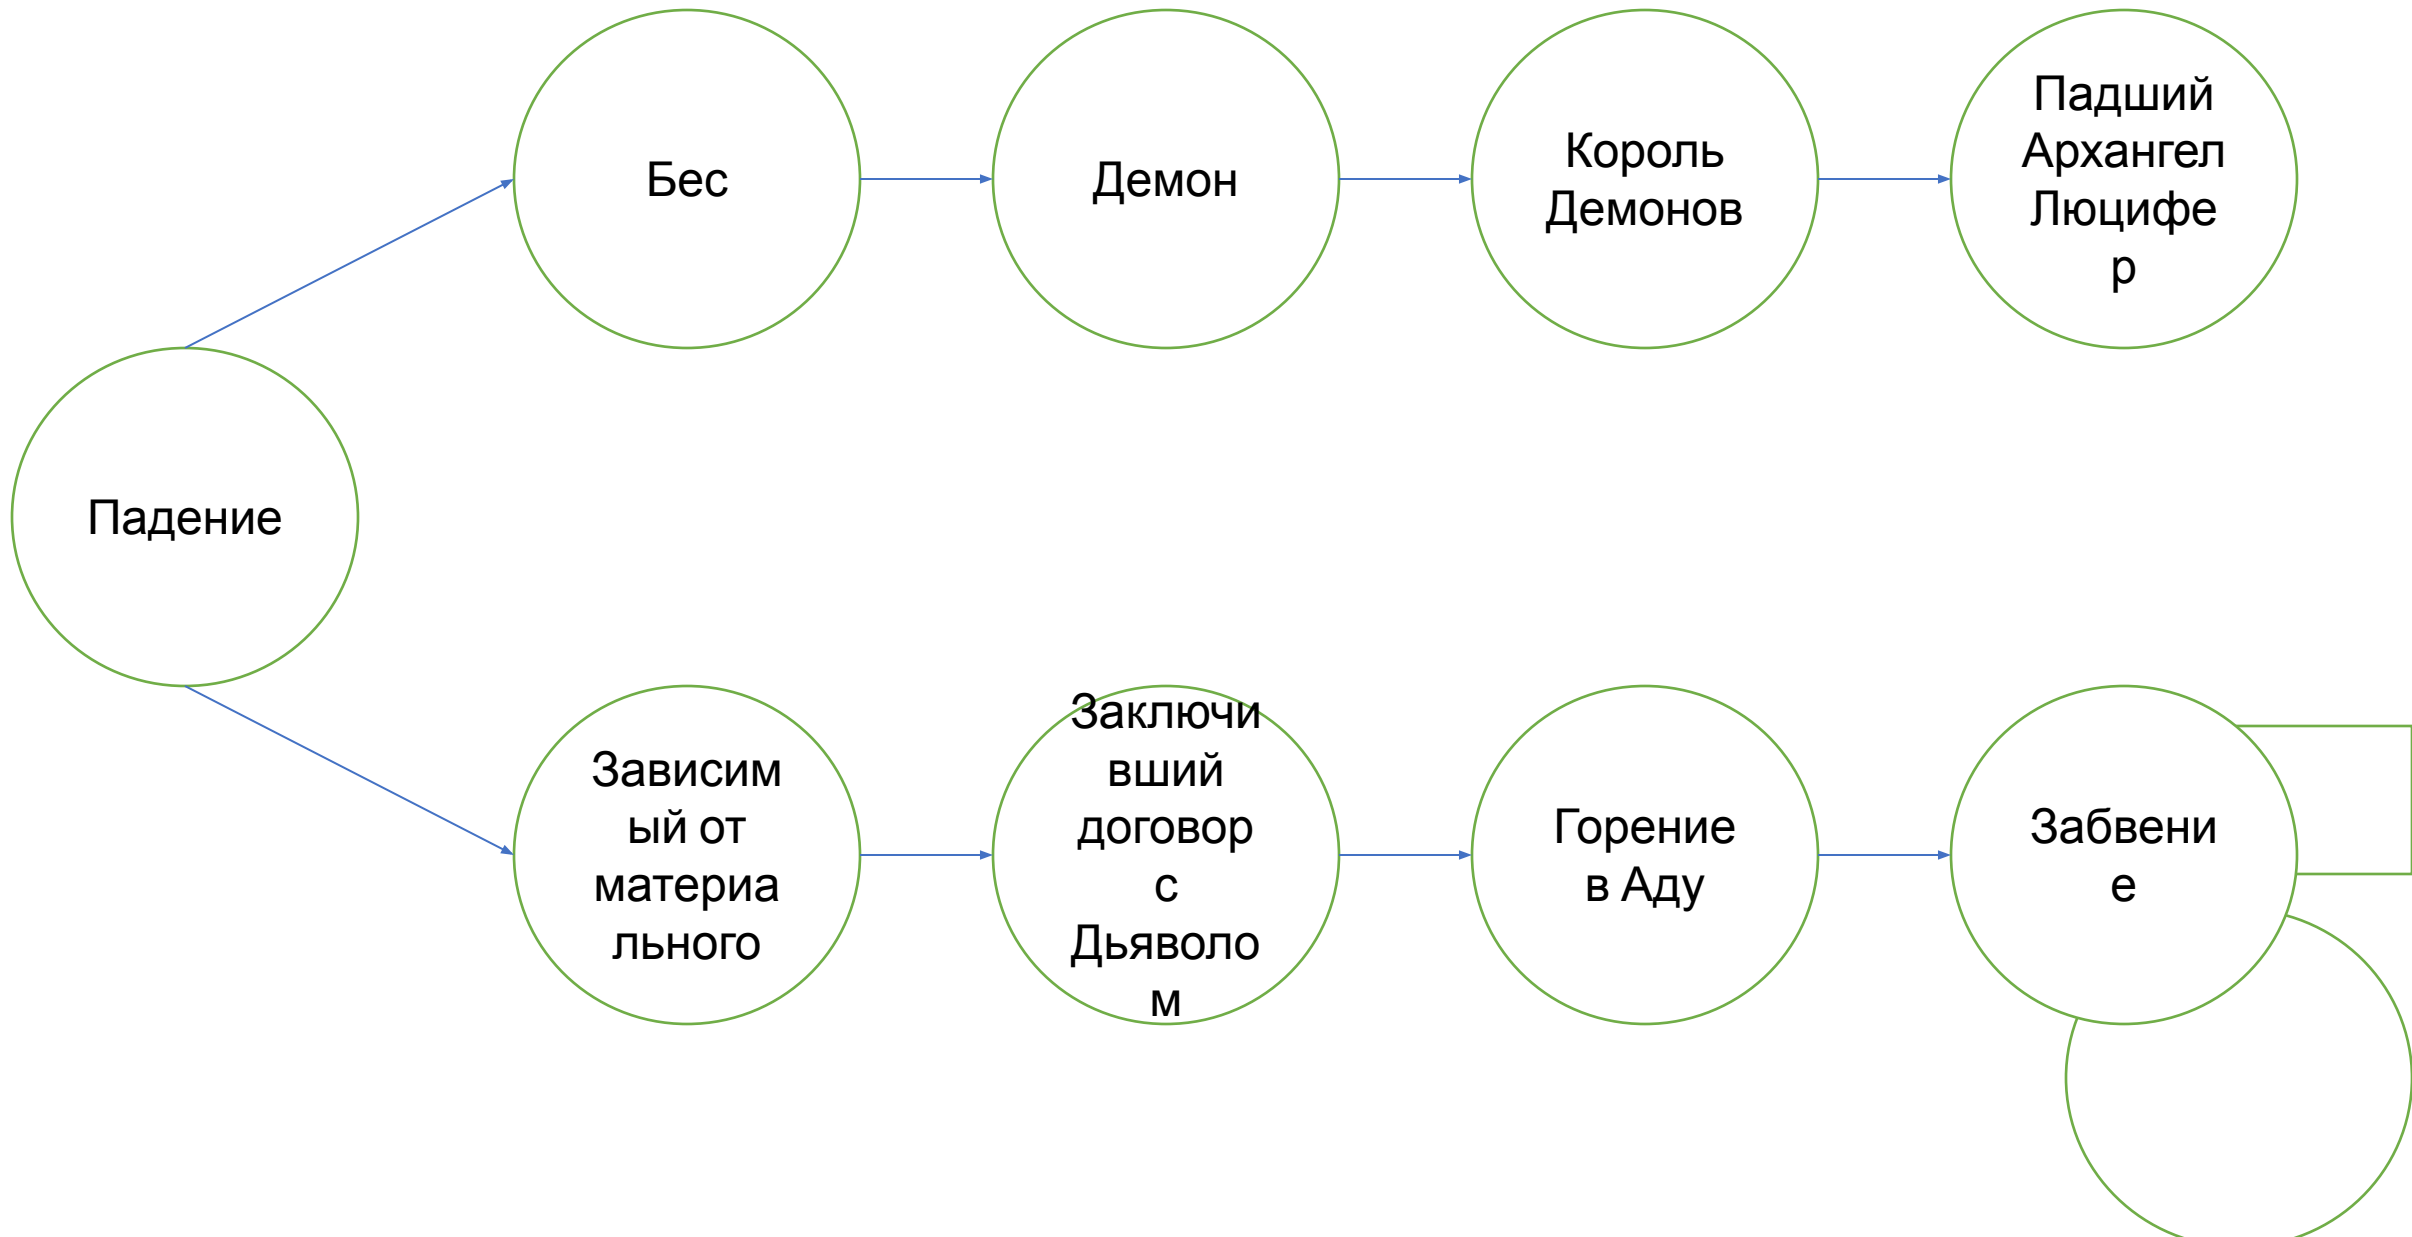 Бес
Демон
Король
Демонов
Падший
Архангел
Люцифе
р
Падение
Зависим
ый от
материа
льного
Заключи
вший
договор
с
Дьяволо
м
Горение
в Аду
Забвени
е